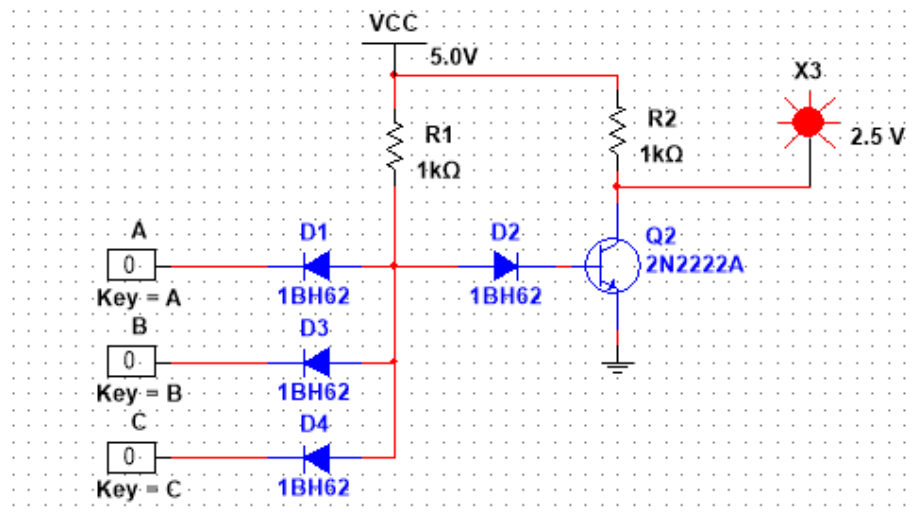 VCC
5.0V
X3
R1
1kΩ
R2
1kΩ
2.5 V
A
0
Key = A
D1
1BH62
D2
1BH62
Q2
2N2222A
B
0
Key = B
D3
1BH62
C
0
Key = C
D4
1BH62